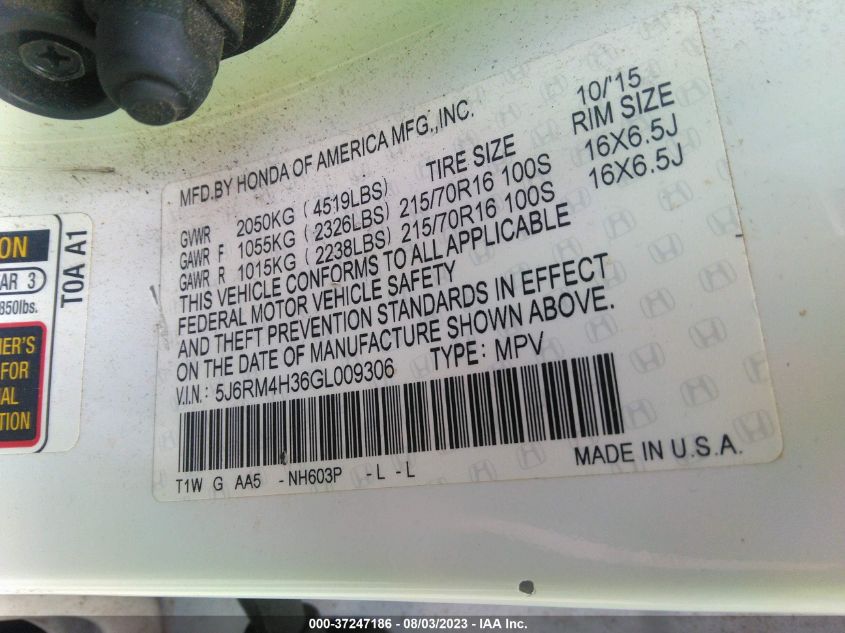 MFD.BY HONDA OF AMERICA MFG.,INC. 10/'15
TIRE SIZE RIM SIZE
GVWR 2050KG (4519LBS)
GAWR F 1055KG (2326LBS) 215/70R16 100S 16X6.5J
GAWR R 1015KG (2238LBS) 215/70R16 100S 16X6.5J
THIS VEHICLE CONFORMS TO ALL APPLICABLE
FEDERAL MOTOR VEHICLE SAFETY
AND THEFT PREVENTION STANDARDS IN EFFECT
ON THE DATE OF MANUFACTURE SHOWN ABOVE.
V.I.N.: 5J6RM4H36GL009306 TYPE: MPV
T1W G AA5 -NH603P -L -L
MADE IN U.S.A.
T0A A1
ON
AR 3
850lbs.
ER'S
FOR
AL
TION
000-37247186 - 08/03/2023 - IAA Inc.